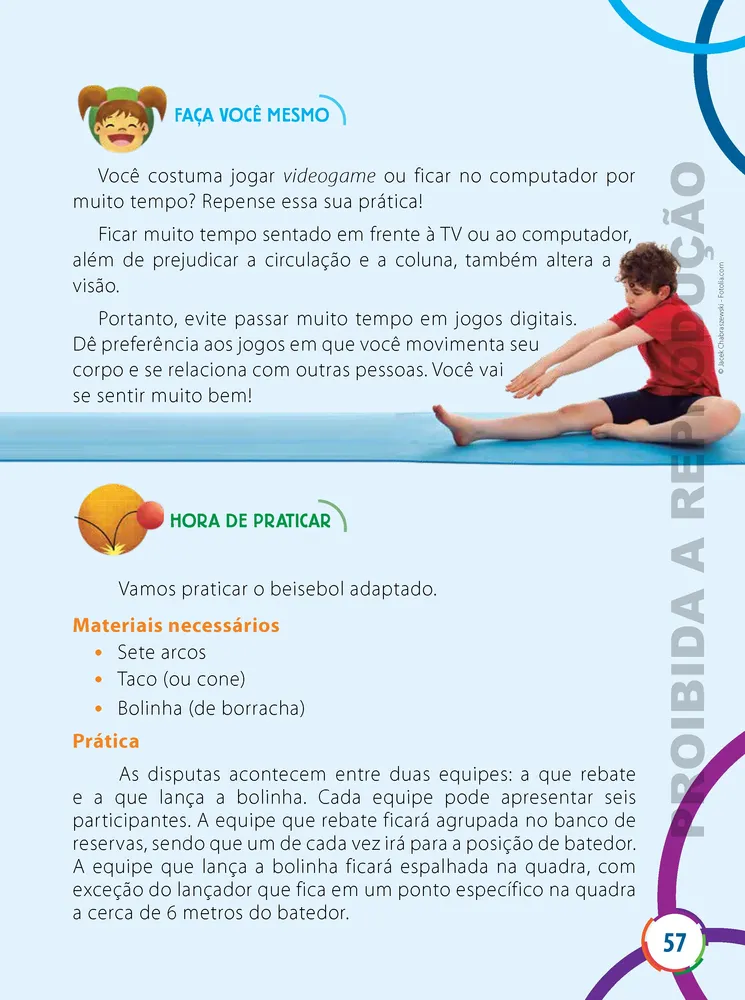 FAÇA VOCÊ MESMO
Você costuma jogar videogame ou ficar no computador por
muito tempo? Repense essa sua prática!
Ficar muito tempo sentado em frente à TV ou ao computador,
além de prejudicar a circulação e a coluna, também altera a
visão.
Portanto, evite passar muito tempo em jogos digitais.
Dê preferência aos jogos em que você movimenta seu
corpo e se relaciona com outras pessoas. Você vai
se sentir muito bem!
© Jacek Chabraszewski - Fotolia.com
HORA DE PRATICAR
Vamos praticar o beisebol adaptado.
Materiais necessários
• Sete arcos
• Taco (ou cone)
• Bolinha (de borracha)
Prática
As disputas acontecem entre duas equipes: a que rebate
e a que lança a bolinha. Cada equipe pode apresentar seis
participantes. A equipe que rebate ficará agrupada no banco de
reservas, sendo que um de cada vez irá para a posição de batedor.
A equipe que lança a bolinha ficará espalhada na quadra, com
exceção do lançador que fica em um ponto específico na quadra
a cerca de 6 metros do batedor.
PROIBIDA A REPRODUÇÃO
57